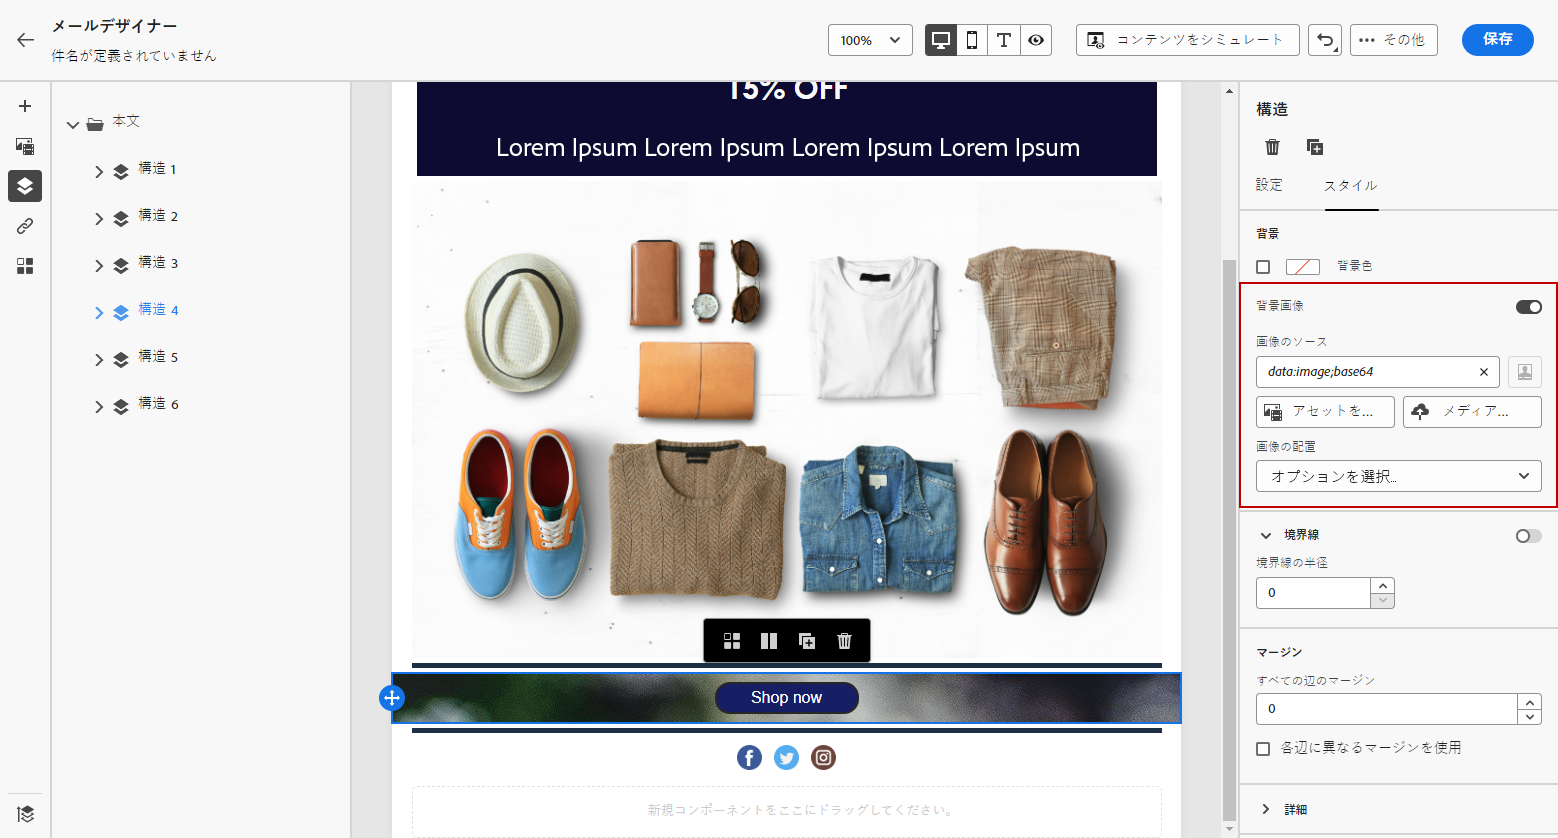 メールデザイナー
件名が定義されていません
100%
コンテンツをシミュレート
••• その他
保存
本文
構造 1
構造 2
構造 3
構造 4
構造 5
構造 6
15% OFF
Lorem Ipsum Lorem Ipsum Lorem Ipsum Lorem Ipsum
Shop now
新規コンポーネントをここにドラッグしてください。
構造
設定
スタイル
背景
背景色
背景画像
画像のソース
data:image;base64
アセットを...
メディア...
画像の配置
オプションを選択...
境界線
境界線の半径
0
マージン
すべての辺のマージン
0
各辺に異なるマージンを使用
詳細